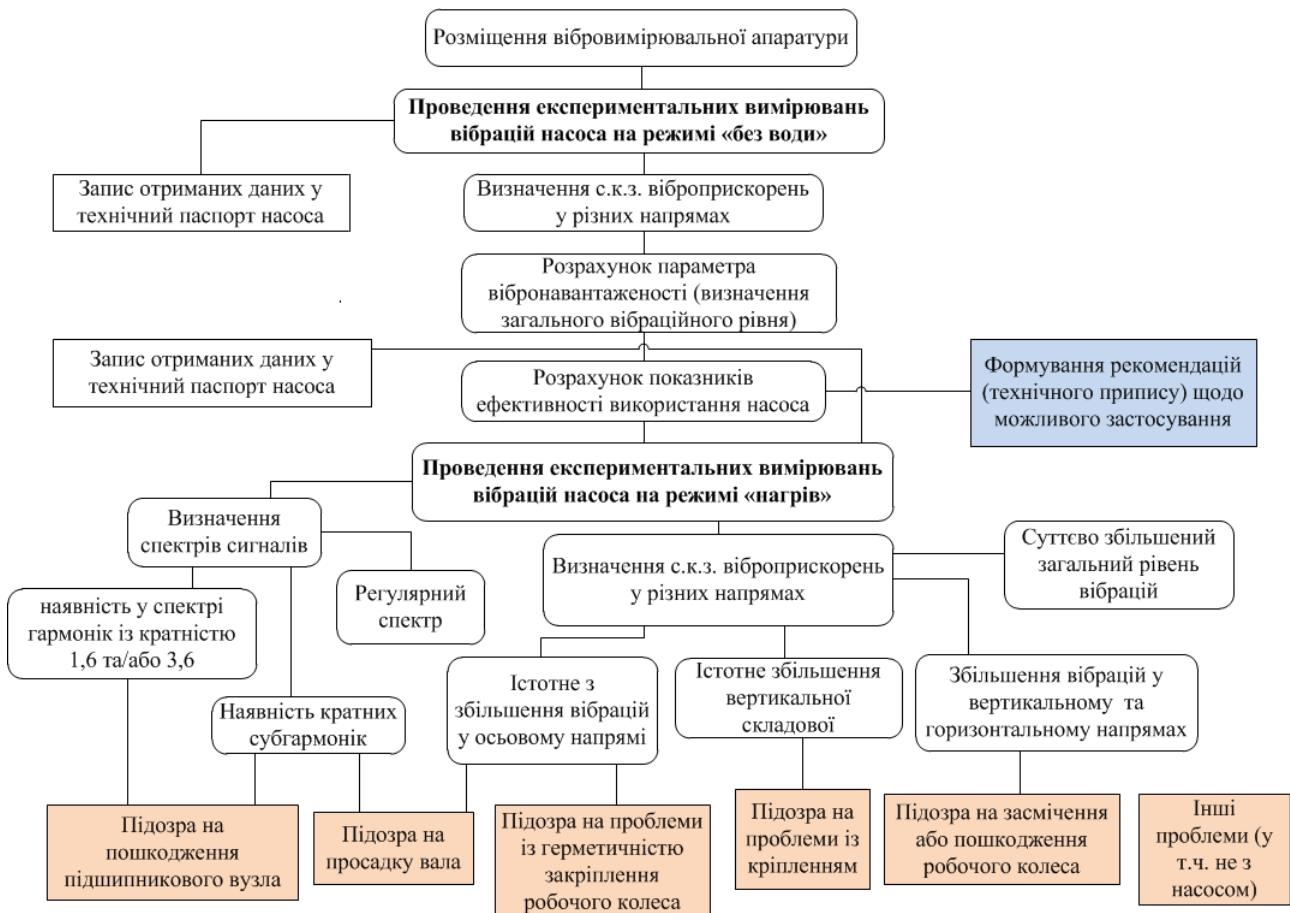 Розміщення вібровимірювальної апаратури
Проведення експериментальних вимірювань
вібрацій насоса на режимі «без води»
Запис отриманих даних у
технічний паспорт насоса
Визначення с.к.з. віброприскорень
у різних напрямах
Розрахунок параметра
вібронавантаженості (визначення
загального вібраційного рівня)
Запис отриманих даних у
технічний паспорт насоса
Розрахунок показників
ефективності використання насоса
Формування рекомендацій
(технічного припису) щодо
можливого застосування
Проведення експериментальних вимірювань
вібрацій насоса на режимі «нагрів»
Визначення
спектрів сигналів
Регулярний
спектр
Визначення с.к.з. віброприскорень
у різних напрямах
Суттєво збільшений
загальний рівень
вібрацій
наявність у спектрі
гармонік із кратністю
1,6 та/або 3,6
Наявність кратних
субгармонік
Істотне з
збільшення вібрацій
у осьовому напрямі
Істотне збільшення
вертикальної
складової
Збільшення вібрацій у
вертикальному та
горизонтальному напрямах
Підозра на
пошкодження
підшипникового вузла
Підозра на
просадку вала
Підозра на проблеми
із герметичністю
закріплення
робочого колеса
Підозра на
проблеми із
кріпленням
Підозра на засмічення
або пошкодження
робочого колеса
Інші
проблеми (у
т.ч. не з
насосом)